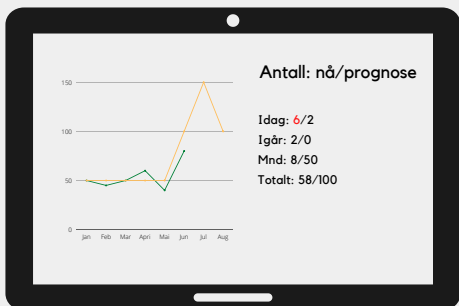 Antall: nå/prognose
150
100
50
0
Jan Feb Mar Apri Mai Jun Jul Aug
Idag: 6/2
Igår: 2/0
Mnd: 8/50
Totalt: 58/100